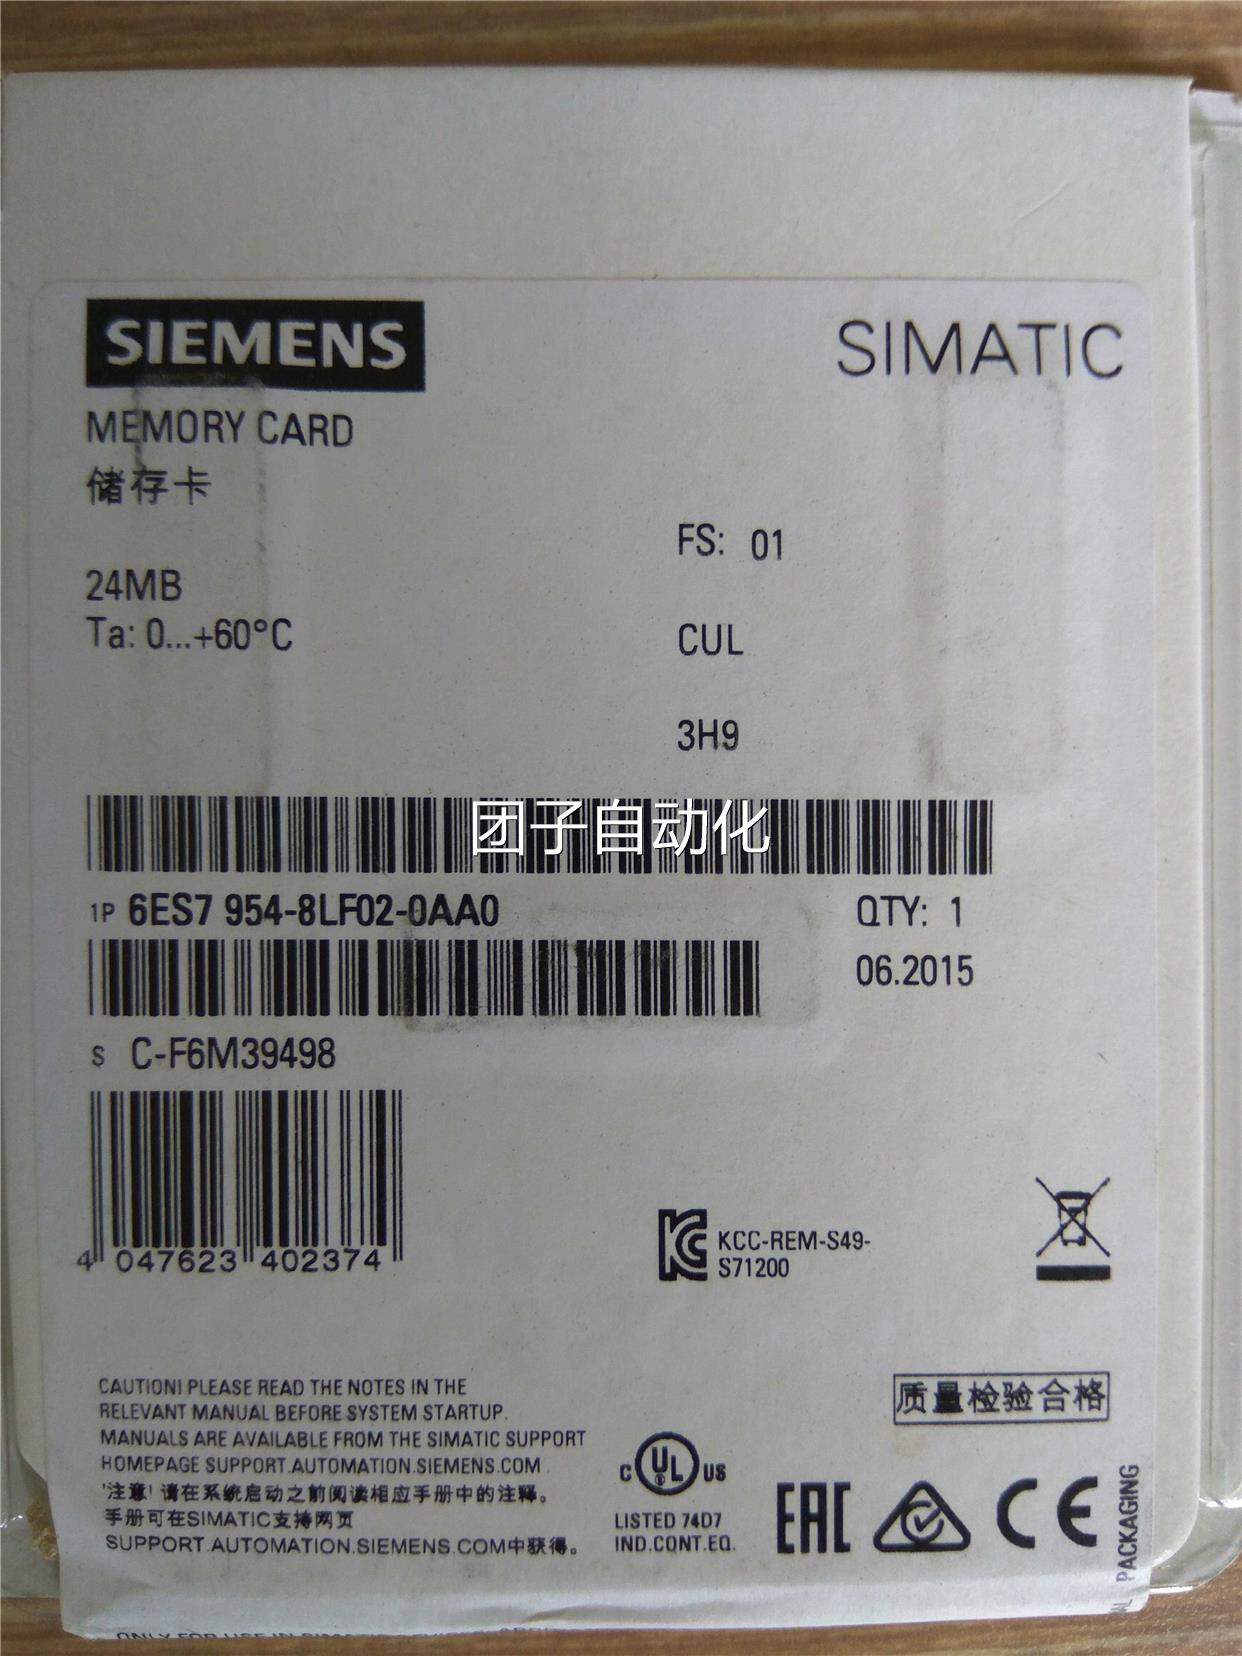 SIEMENS
SIMATIC
MEMORY CARD
储存卡
FS: 01
24MB
Ta: 0...+60°C
CUL
3H9
团子自动化
1P 6ES7 954-8LF02-0AA0
QTY: 1
06.2015
S C-F6M39498
4 047623 402374
KCC-REM-S49-
S71200
CAUTION! PLEASE READ THE NOTES IN THE
RELEVANT MANUAL BEFORE SYSTEM STARTUP.
MANUALS ARE AVAILABLE FROM THE SIMATIC SUPPORT
HOMEPAGE SUPPORT.AUTOMATION.SIEMENS.COM.
注意! 请在系统启动之前阅读相应手册中的注释。
手册可在SIMATIC支持网页
SUPPORT.AUTOMATION.SIEMENS.COM中获得。
质量检验合格
C UL US
LISTED 74D7
IND.CONT.EQ.
EAC
CE
PACKAGING